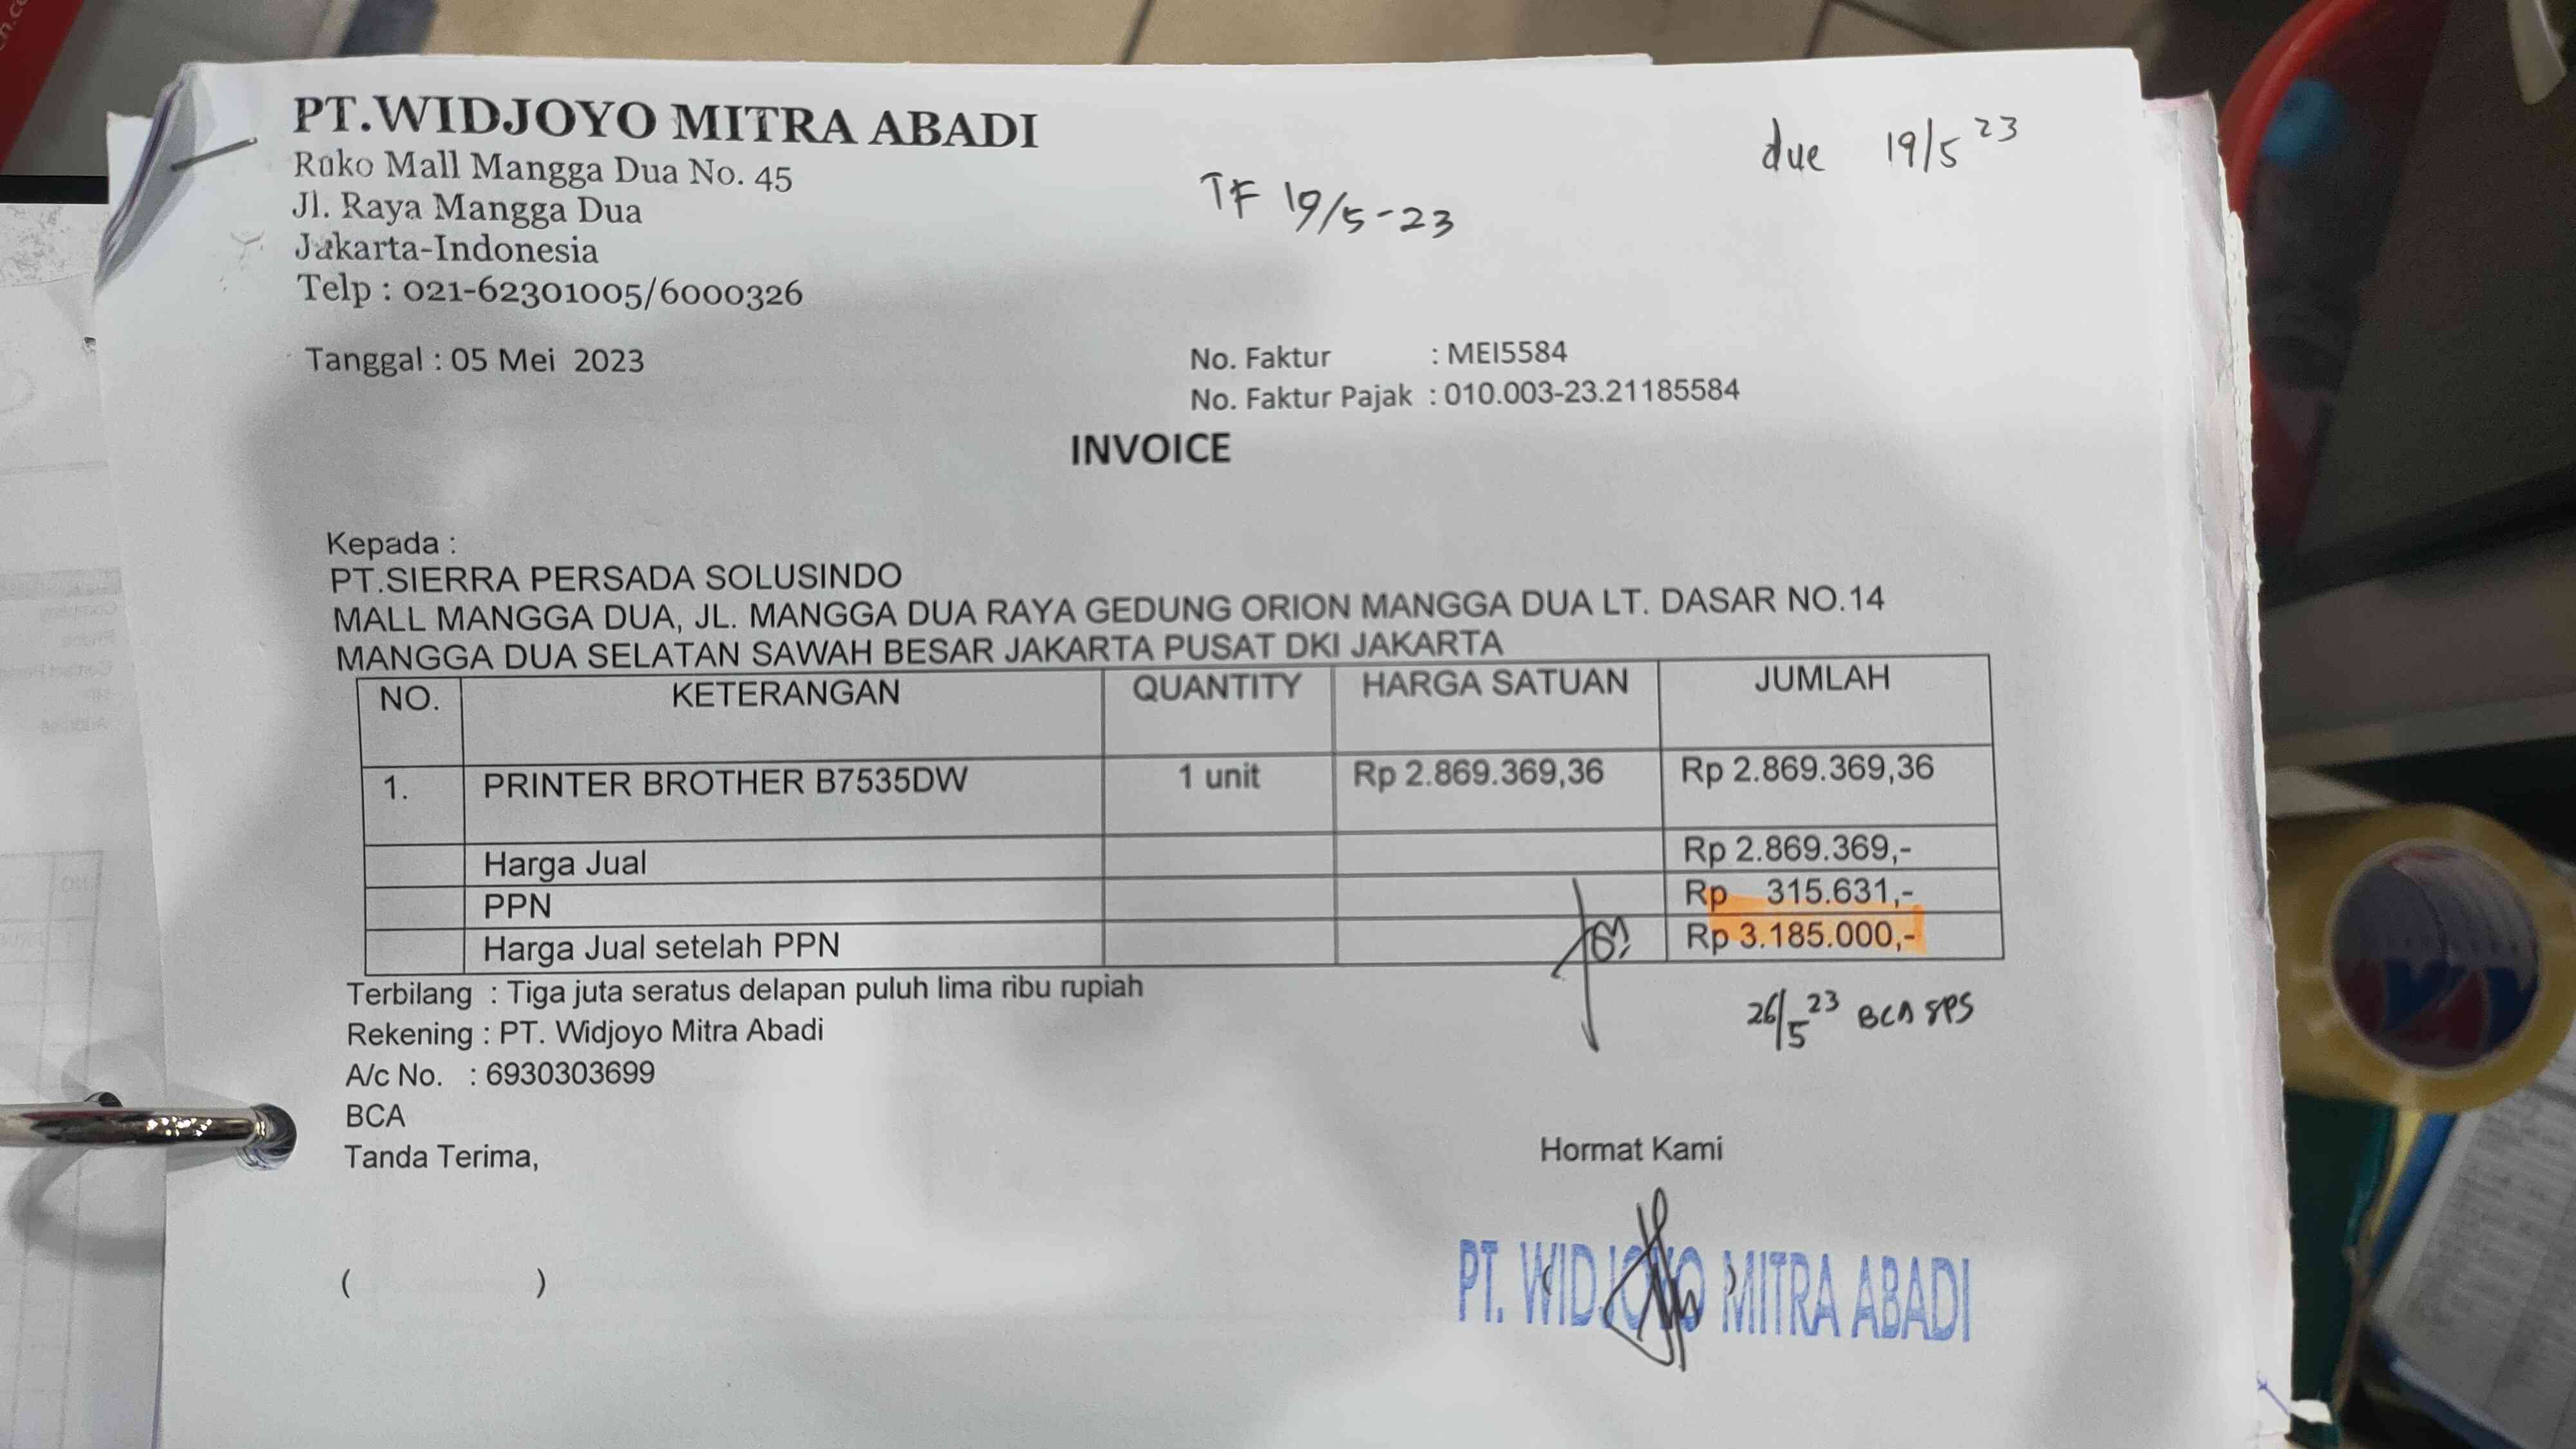 PT.WIDJOYO MITRA ABADI
Ruko Mall Mangga Dua No. 45
Jl. Raya Mangga Dua
Jakarta-Indonesia
Telp : 021-62301005/6000326
due 19/5 23
TF 19/5-23
Tanggal : 05 Mei 2023
No. Faktur : MEI5584
No. Faktur Pajak : 010.003-23.21185584
INVOICE
Kepada :
PT.SIERRA PERSADA SOLUSINDO
MALL MANGGA DUA, JL. MANGGA DUA RAYA GEDUNG ORION MANGGA DUA LT. DASAR NO.14
MANGGA DUA SELATAN SAWAH BESAR JAKARTA PUSAT DKI JAKARTA
NO. KETERANGAN QUANTITY HARGA SATUAN JUMLAH
1. PRINTER BROTHER B7535DW 1 unit Rp 2.869.369,36 Rp 2.869.369,36
Harga Jual Rp 2.869.369,-
PPN Rp 315.631,-
Harga Jual setelah PPN Rp 3.185.000,-
Terbilang : Tiga juta seratus delapan puluh lima ribu rupiah
26/5 23 BCA SPS
Rekening : PT. Widjoyo Mitra Abadi
A/c No. : 6930303699
BCA
Tanda Terima,
Hormat Kami
( )
PT. WIDJOYO MITRA ABADI